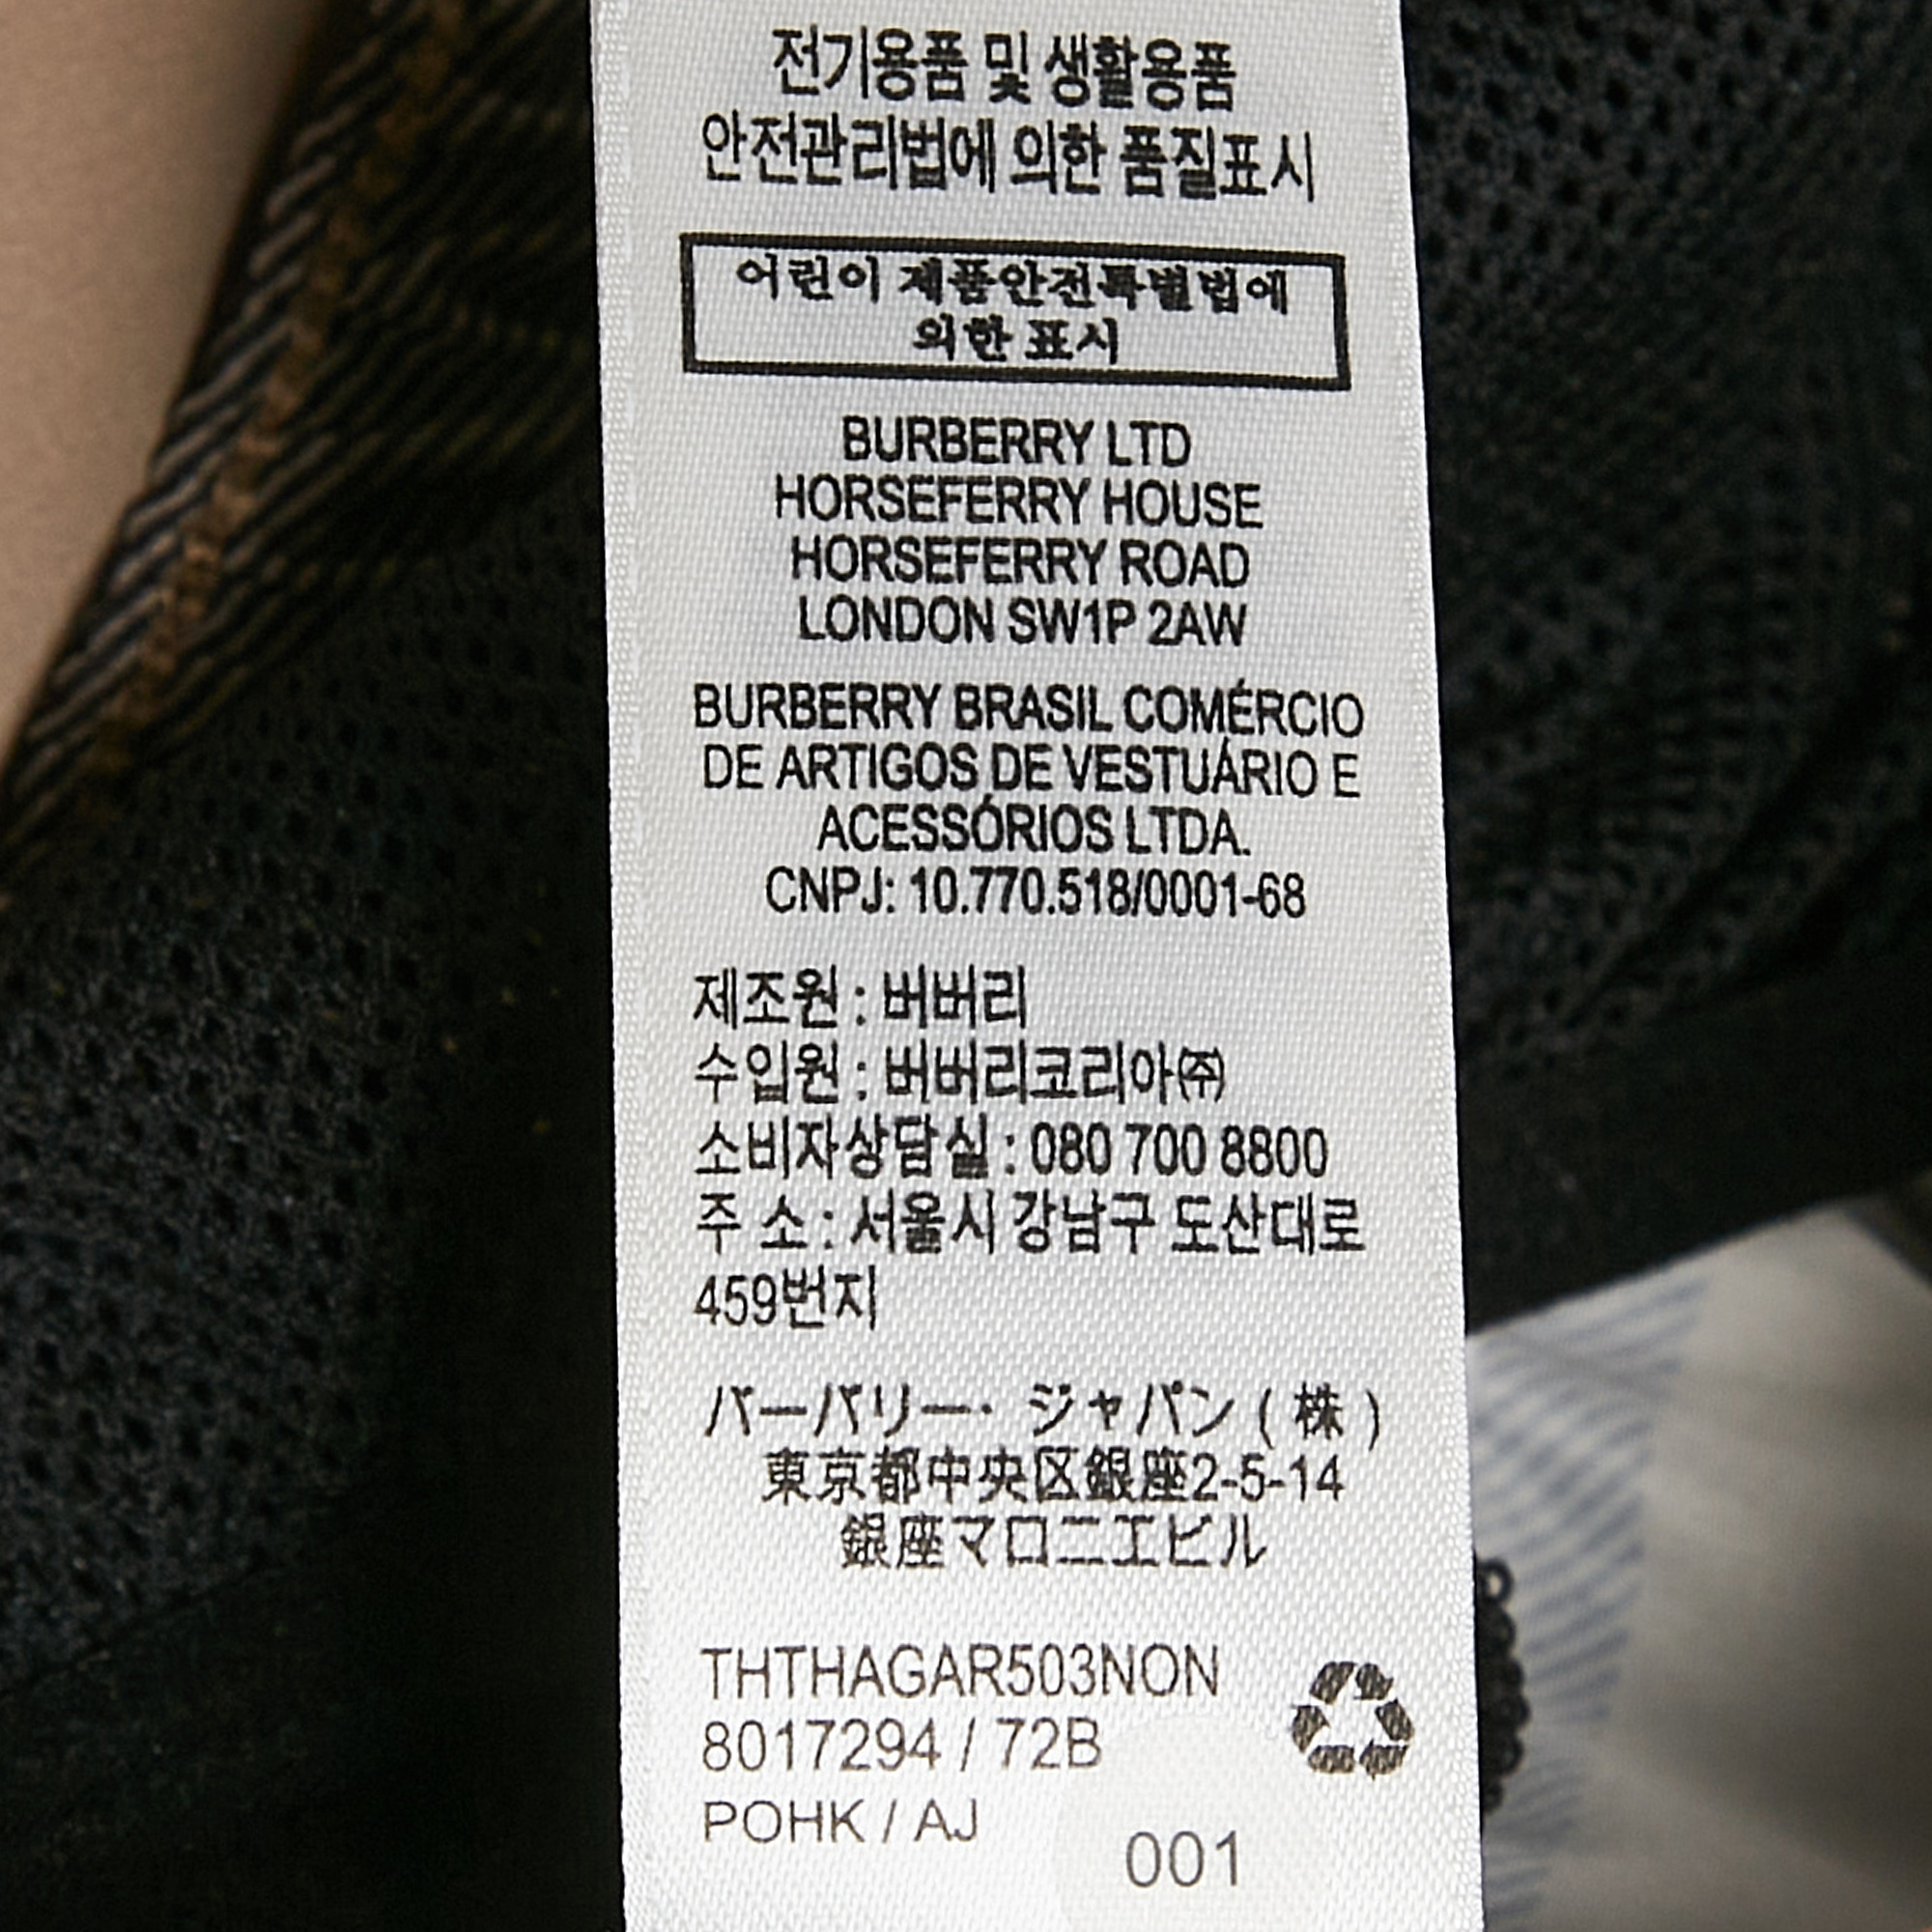 전기용품 및 생활용품
안전관리법에 의한 품질표시
어린이 제품안전특별법에
의한 표시
BURBERRY LTD
HORSEFERRY HOUSE
HORSEFERRY ROAD
LONDON SW1P 2AW
BURBERRY BRASIL COMÉRCIO
DE ARTIGOS DE VESTUÁRIO E
ACESSÓRIOS LTDA.
CNPJ: 10.770.518/0001-68
제조원 : 버버리
수입원 : 버버리코리아㈜
소비자상담실 : 080 700 8800
주 소 : 서울시 강남구 도산대로
459번지
バーバリー・ ジャパン ( 株 )
東京都中央区銀座2-5-14
銀座マロニエビル
THTHAGAR503NON
8017294 / 72B
POHK / AJ
001